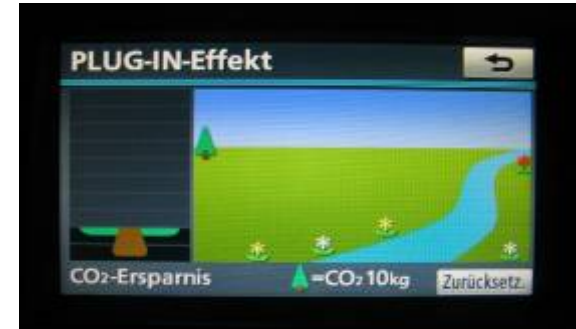 PLUG-IN-Effekt
CO₂-Ersparnis
=CO₂ 10kg
Zurücksetz.